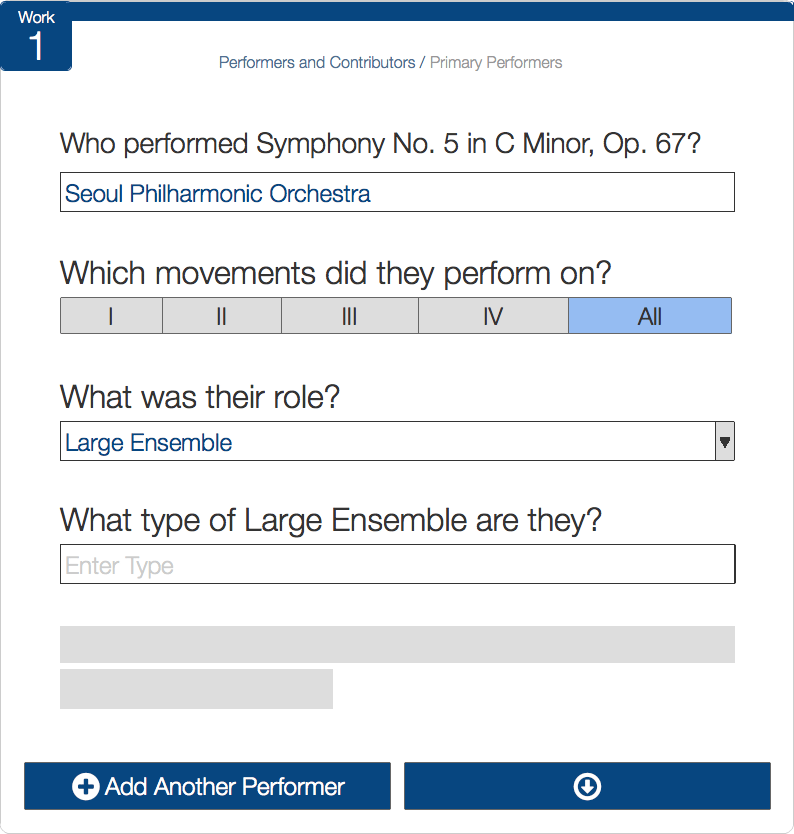 Work
1
Performers and Contributors / Primary Performers
Who performed Symphony No. 5 in C Minor, Op. 67?
Seoul Philharmonic Orchestra
Which movements did they perform on?
I II III IV All
What was their role?
Large Ensemble
What type of Large Ensemble are they?
Enter Type
Add Another Performer